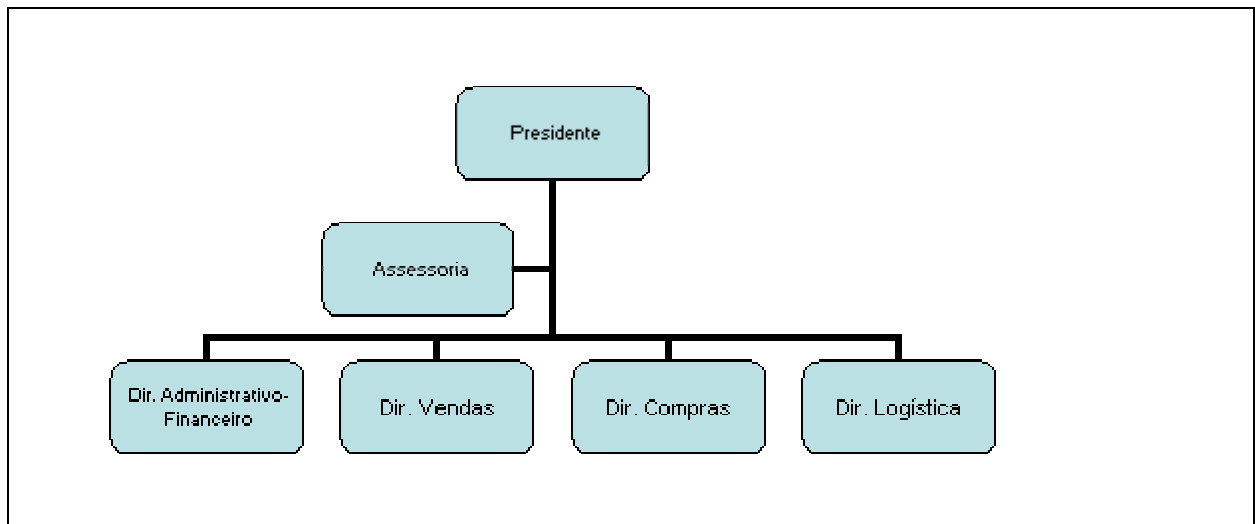 Presidente
Assessoria
Dir. Administrativo-
Financeiro
Dir. Vendas
Dir. Compras
Dir. Logística